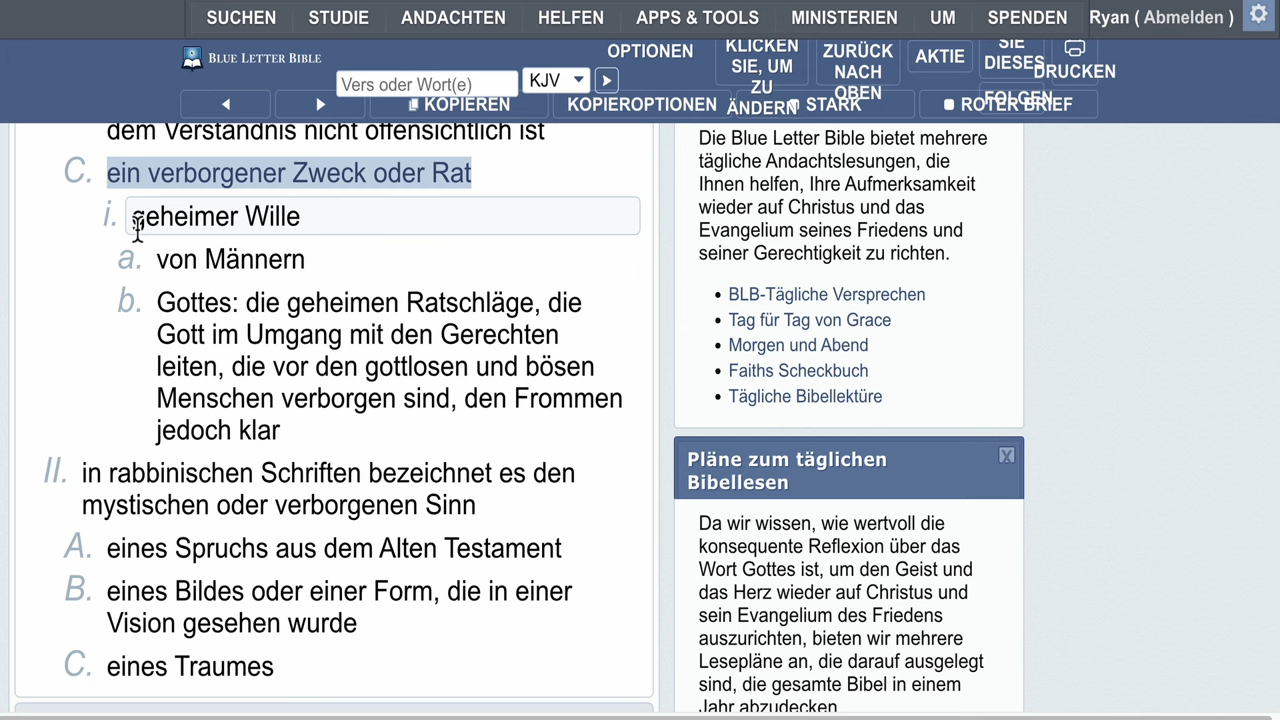 SUCHEN STUDIE ANDACHTEN HELFEN APPS & TOOLS MINISTERIEN UM SPENDEN Ryan ( Abmelden )
BLUE LETTER BIBLE
Vers oder Wort(e)
KJV
OPTIONEN
KLICKEN
SIE, UM
ZU
ÄNDERN
ZURÜCK
NACH
OBEN
AKTIE
SIE
DIESES
FOLGEN
DRUCKEN
KOPIEREN KOPIEROPTIONEN STARK ROTER BRIEF
dem Verständnis nicht offensichtlich ist
C. ein verborgener Zweck oder Rat
i. geheimer Wille
a. von Männern
b. Gottes: die geheimen Ratschläge, die
Gott im Umgang mit den Gerechten
leiten, die vor den gottlosen und bösen
Menschen verborgen sind, den Frommen
jedoch klar
II. in rabbinischen Schriften bezeichnet es den
mystischen oder verborgenen Sinn
A. eines Spruchs aus dem Alten Testament
B. eines Bildes oder einer Form, die in einer
Vision gesehen wurde
C. eines Traumes
Die Blue Letter Bible bietet mehrere
tägliche Andachtslesungen, die
Ihnen helfen, Ihre Aufmerksamkeit
wieder auf Christus und das
Evangelium seines Friedens und
seiner Gerechtigkeit zu richten.
• BLB-Tägliche Versprechen
• Tag für Tag von Grace
• Morgen und Abend
• Faiths Scheckbuch
• Tägliche Bibellektüre
Pläne zum täglichen
Bibellesen
X
Da wir wissen, wie wertvoll die
konsequente Reflexion über das
Wort Gottes ist, um den Geist und
das Herz wieder auf Christus und
sein Evangelium des Friedens
auszurichten, bieten wir mehrere
Lesepläne an, die darauf ausgelegt
sind, die gesamte Bibel in einem
Jahr abzudecken